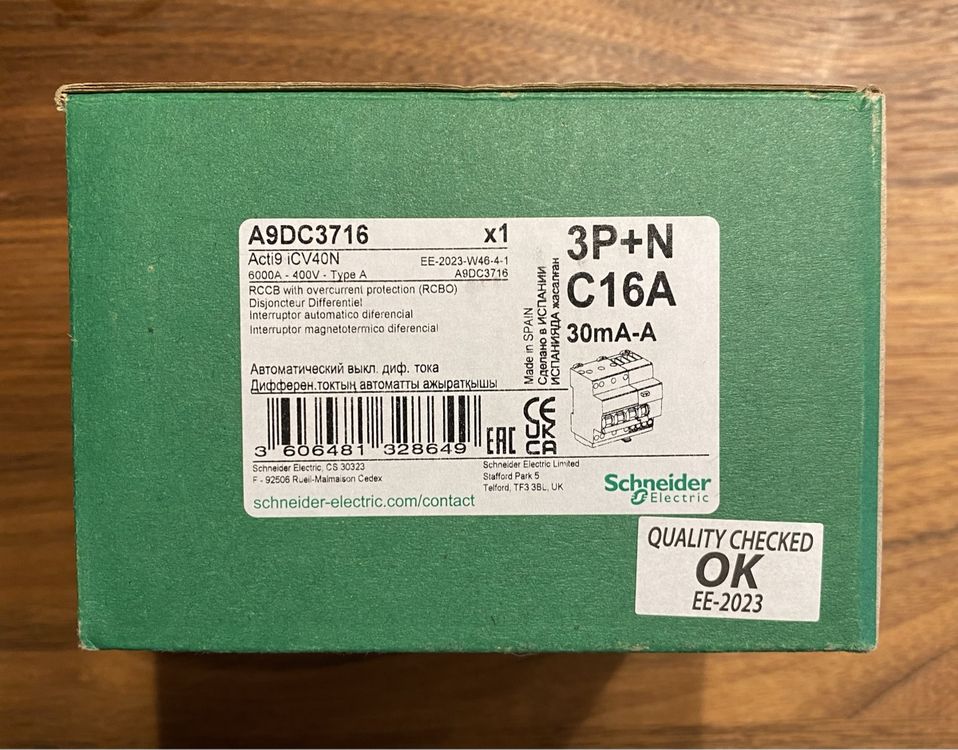 A9DC3716 x1
Acti9 iCV40N EE-2023-W46-4-1
6000A - 400V - Type A A9DC3716
RCCB with overcurrent protection (RCBO)
Disjoncteur Differentiel
Interruptor automatico diferencial
Interruptor magnetotermico diferencial
Автоматический выкл. диф. тока
Дифферен.токтың автоматты ажыратқышы
Made in SPAIN
Сделано в ИСПАНИИ
ИСПАНИЯДА жасалған
3P+N
C16A
30mA-A
3 606481 328649
EAC
CE
UKCA
Schneider Electric, CS 30323
F - 92506 Rueil-Malmaison Cedex
schneider-electric.com/contact
Schneider Electric Limited
Stafford Park 5
Telford, TF3 3BL, UK
Schneider
Electric
QUALITY CHECKED
OK
EE-2023